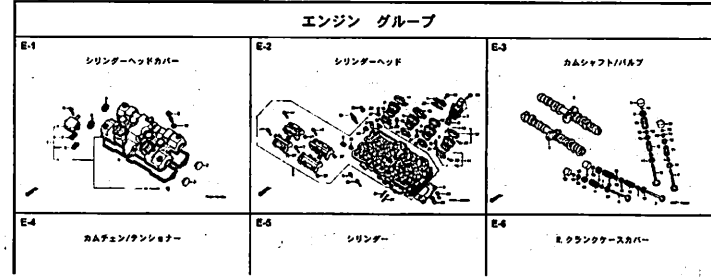 エンジン グループ
E-1
シリンダーヘッドカバー
E-2
シリンダーヘッド
E-3
カムシャフト/バルブ
E-4
カムチェン/テンショナー
E-5
シリンダー
E-6
R.クランクケースカバー